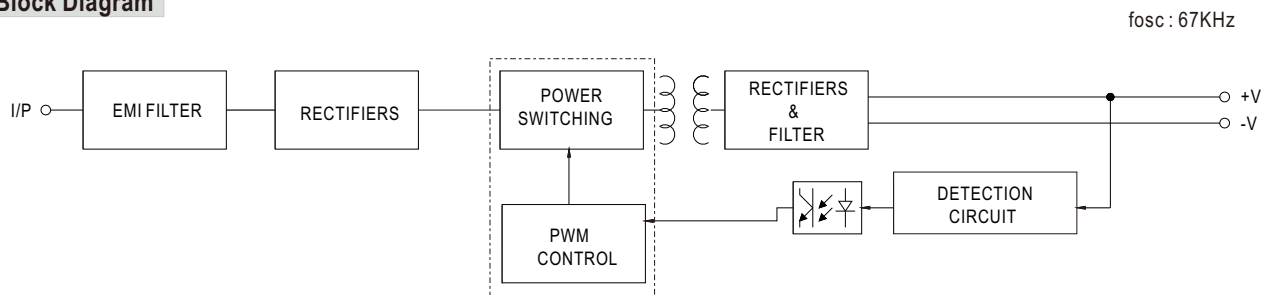 Block Diagram
fosc : 67KHz
I/P
EMI FILTER
RECTIFIERS
POWER
SWITCHING
RECTIFIERS
&
FILTER
+V
-V
PWM
CONTROL
DETECTION
CIRCUIT